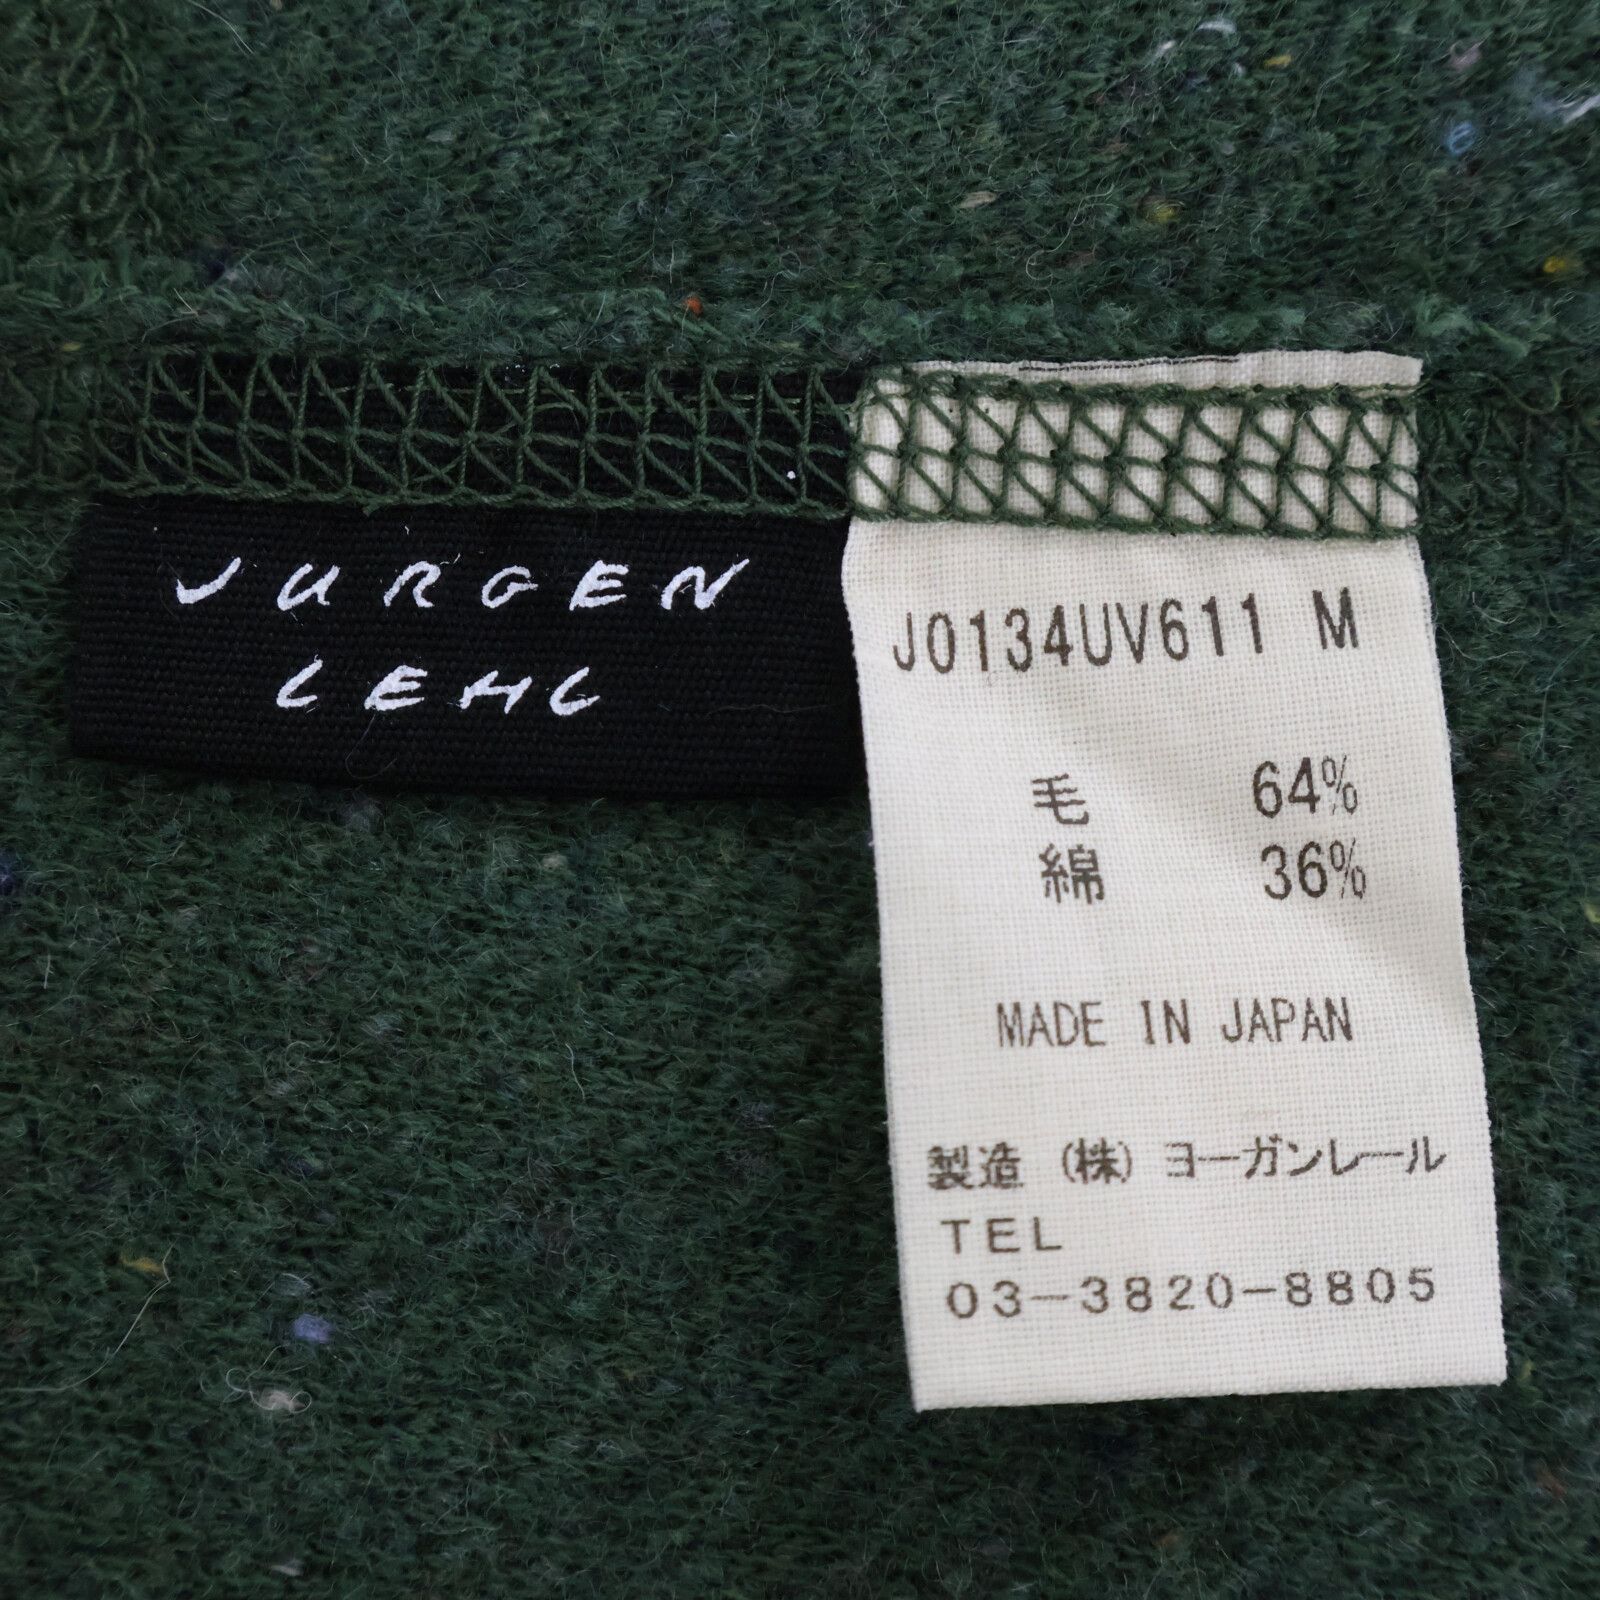 JURGEN
LEHL
J0134UV611 M
毛 64%
綿 36%
MADE IN JAPAN
製造 (株) ヨーガンレール
TEL
03-3820-8805